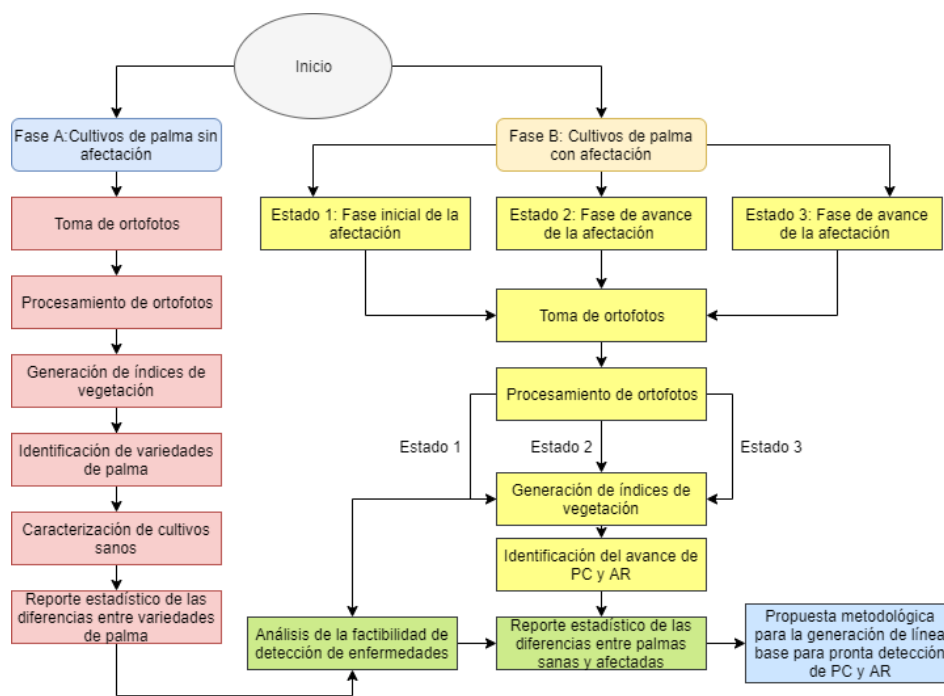 Inicio
Fase A:Cultivos de palma sin
afectación
Toma de ortofotos
Procesamiento de ortofotos
Generación de índices de
vegetación
Identificación de variedades
de palma
Caracterización de cultivos
sanos
Reporte estadístico de las
diferencias entre variedades
de palma
Fase B: Cultivos de palma
con afectación
Estado 1: Fase inicial de la
afectación
Estado 2: Fase de avance
de la afectación
Estado 3: Fase de avance
de la afectación
Toma de ortofotos
Procesamiento de ortofotos
Estado 1
Estado 2
Estado 3
Generación de índices de
vegetación
Identificación del avance de
PC y AR
Análisis de la factibilidad de
detección de enfermedades
Reporte estadístico de las
diferencias entre palmas
sanas y afectadas
Propuesta metodológica
para la generación de línea
base para pronta detección
de PC y AR